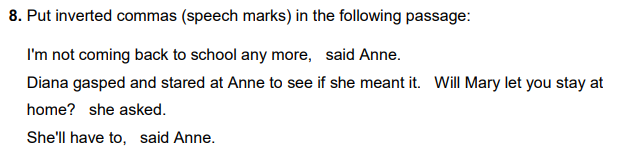 8. Put inverted commas (speech marks) in the following passage:
I'm not coming back to school any more,   said Anne.
Diana gasped and stared at Anne to see if she meant it.   Will Mary let you stay at
home?   she asked.
She'll have to,   said Anne.